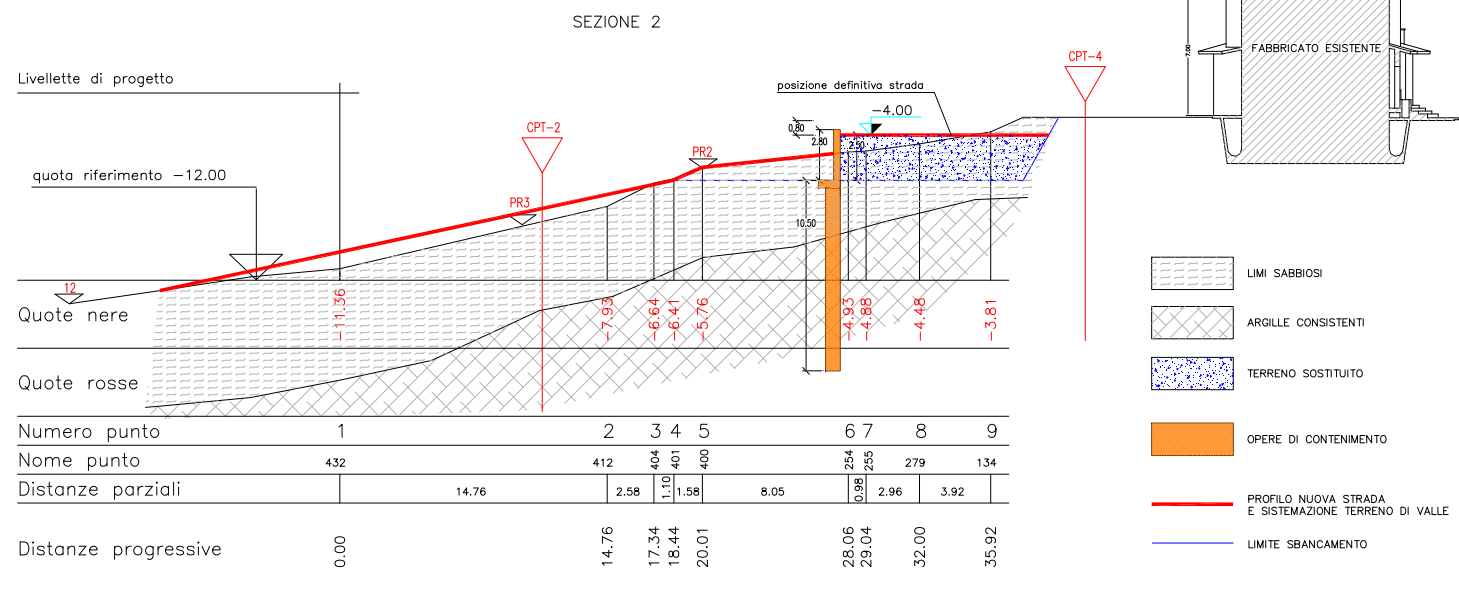 SEZIONE 2
FABBRICATO ESISTENTE
7.00
CPT-4
Livellette di progetto
posizione definitiva strada
-4.00
0.80
2.80
2.50
CPT-2
PR2
quota riferimento -12.00
PR3
10.50
12
LIMI SABBIOSI
ARGILLE CONSISTENTI
TERRENO SOSTITUITO
OPERE DI CONTENIMENTO
PROFILO NUOVA STRADA
E SISTEMAZIONE TERRENO DI VALLE
LIMITE SBANCAMENTO
Quote nere -11.36 -7.93 -6.64 -6.41 -5.76 -4.93 -4.88 -4.48 -3.81
Quote rosse
Numero punto 1 2 3 4 5 6 7 8 9
Nome punto 432 412 404 401 400 254 255 279 134
Distanze parziali 14.76 2.58 1.10 1.58 8.05 0.98 2.96 3.92
Distanze progressive 0.00 14.76 17.34 18.44 20.01 28.06 29.04 32.00 35.92